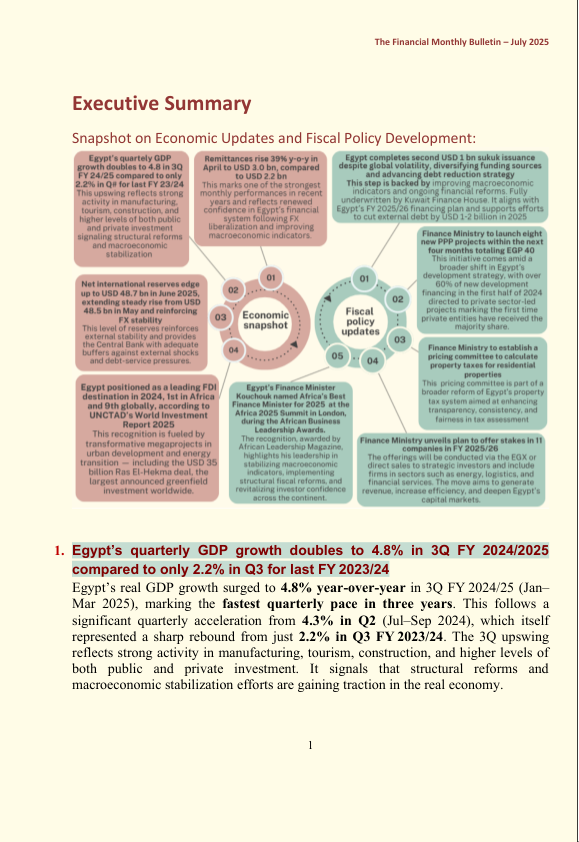 The Financial Monthly Bulletin – July 2025
Executive Summary
Snapshot on Economic Updates and Fiscal Policy Development:
Egypt's quartely GDP
growth doubles to 4.8 in 3Q
FY 24/25 compared to only
2.2% in Q# for last FY 23/24
This upswing reflects strong
activity in manufacturing,
tourism, construction, and
higher levels of both public
and private investment
signaling structural reforms
and macroeconomic
stabilization
Remittances rise 39% y-o-y in
April to USD 3.0 bn, compared
to USD 2.2 bn
This marks one of the strongest
monthly performances in recent
years and reflects renewed
confidence in Egypt's financial
system following FX
liberalization and improving
macroeconomic indicators.
Egypt completes second USD 1 bn sukuk issuance
despite global volatility, diversifying funding sources
and advancing debt reduction strategy
This step is backed by improving macroeconomic
indicators and ongoing financial reforms. Fully
underwritten by Kuwait Finance House. It aligns with
Egypt's FY 2025/26 financing plan and supports efforts
to cut external debt by USD 1-2 billion in 2025
Finance Ministry to launch eight
new PPP projects within the next
four months totaling EGP 40
This initiative comes amid a
broader shift in Egypt's
development strategy, with over
60% of new development
financing in the first half of 2024
directed to private sector-led
projects marking the first time
private entities have received the
majority share.
Net international reserves edge
up to USD 48.7 bn in June 2025,
extending steady rise from USD
48.5 bn in May and reinforcing
FX stability
This level of reserves reinforces
external stability and provides
the Central Bank with adequate
buffers against external shocks
and debt-service pressures.
01
02
03
04
Economic
snapshot
01
02
03
04
05
Fiscal
policy
updates
Finance Ministry to establish a
pricing committee to calculate
property taxes for residential
properties
This pricing committee is part of a
broader reform of Egypt's property
tax system aimed at enhancing
transparency, consistency, and
fairness in tax assessment
Egypt positioned as a leading FDI
destination in 2024, 1st in Africa
and 9th globally, according to
UNCTAD's World Investment
Report 2025
This recognition is fueled by
transformative megaprojects in
urban development and energy
transition — including the USD 35
billion Ras El-Hekma deal, the
largest announced greenfield
investment worldwide.
Egypt's Finance Minister
Kouchouk named Africa's Best
Finance Minister for 2025 at the
Africa 2025 Summit in London,
during the African Business
Leadership Awards.
The recognition, awarded by
African Leadership Magazine,
highlights his leadership in
stabilizing macroeconomic
indicators, implementing
structural fiscal reforms, and
revitalizing investor confidence
across the continent.
Finance Ministry unveils plan to offer stakes in 11
companies in FY 2025/26
The offerings will be conducted via the EGX or
direct sales to strategic investors and include
firms in sectors such as energy, logistics, and
financial services. The move aims to generate
revenue, increase efficiency, and deepen Egypt's
capital markets.
1. Egypt's quarterly GDP growth doubles to 4.8% in 3Q FY 2024/2025
compared to only 2.2% in Q3 for last FY 2023/24
Egypt's real GDP growth surged to 4.8% year-over-year in 3Q FY 2024/25 (Jan–
Mar 2025), marking the fastest quarterly pace in three years. This follows a
significant quarterly acceleration from 4.3% in Q2 (Jul–Sep 2024), which itself
represented a sharp rebound from just 2.2% in Q3 FY 2023/24. The 3Q upswing
reflects strong activity in manufacturing, tourism, construction, and higher levels of
both public and private investment. It signals that structural reforms and
macroeconomic stabilization efforts are gaining traction in the real economy.
1